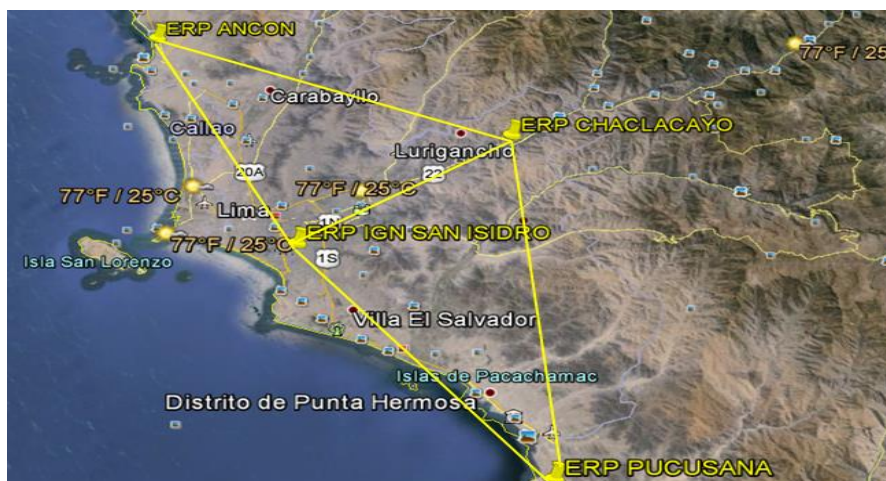 ERP ANCON
77°F / 25
Carabayllo
Callao
ERP CHACLACAYO
Lurigancho
22
20A
77°F / 25°C
77°F / 25°C
Lima
1N
ERP IGN SAN ISIDRO
77°F / 25°C
1S
Isla San Lorenzo
Villa El Salvador
Islas de Pacachamac
Distrito de Punta Hermosa
ERP PUCUSANA